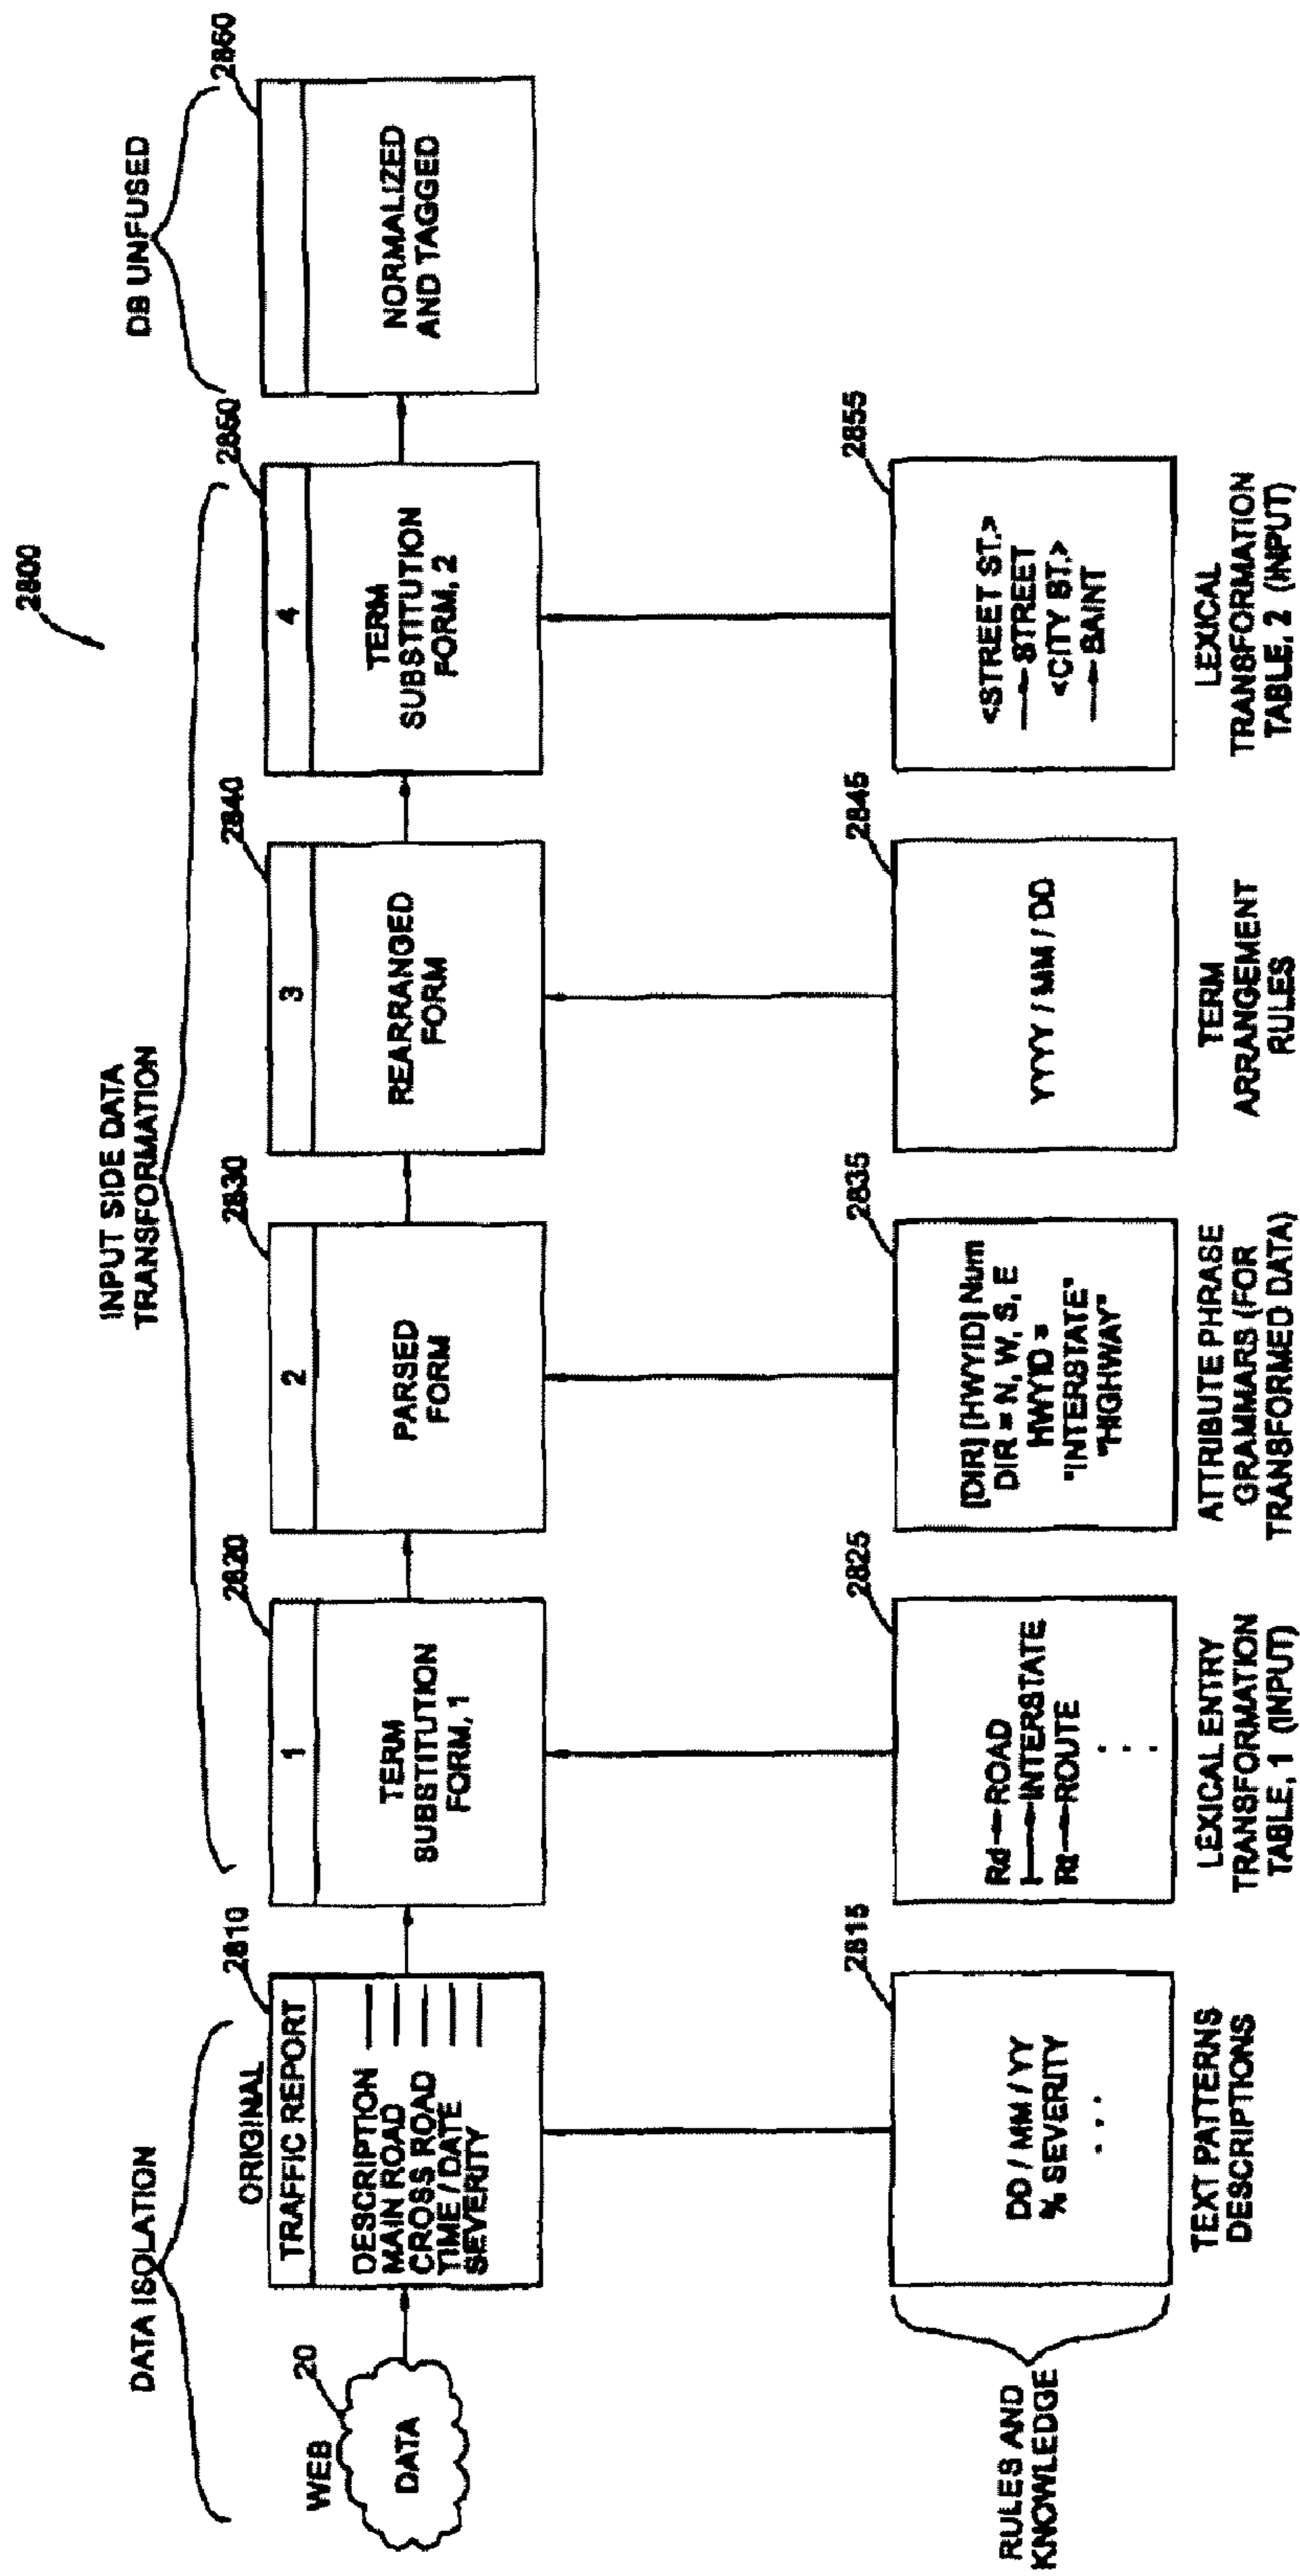 2800
DATA ISOLATION
INPUT SIDE DATA
TRANSFORMATION
DB UNFUSED
WEB
20
DATA
ORIGINAL
2810
TRAFFIC REPORT
DESCRIPTION
MAIN ROAD
CROSS ROAD
TIME / DATE
SEVERITY
2820
1
TERM
SUBSTITUTION
FORM, 1
2830
2
PARSED
FORM
2840
3
REARRANGED
FORM
2850
4
TERM
SUBSTITUTION
FORM, 2
2860
NORMALIZED
AND TAGGED
RULES AND
KNOWLEDGE
2815
DD / MM / YY
% SEVERITY
. . .
TEXT PATTERNS
DESCRIPTIONS
2825
Rd → ROAD
I → INTERSTATE
Rt → ROUTE
. . .
LEXICAL ENTRY
TRANSFORMATION
TABLE, 1 (INPUT)
2835
[DIR] [HWYID] Num
DIR = N, W, S, E
HWYID =
"INTERSTATE"
"HIGHWAY"
ATTRIBUTE PHRASE
GRAMMARS (FOR
TRANSFORMED DATA)
2845
YYYY / MM / DD
TERM
ARRANGEMENT
RULES
2855
<STREET ST.>
→ STREET
<CITY ST.>
→ SAINT
LEXICAL
TRANSFORMATION
TABLE, 2 (INPUT)